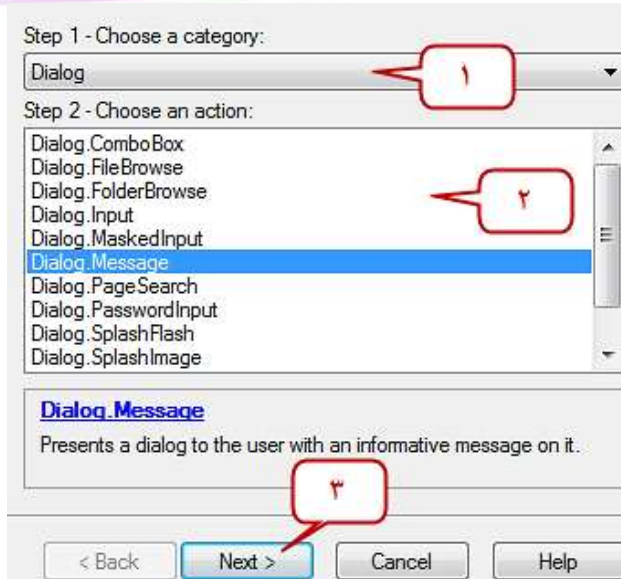 Step 1 - Choose a category:
Dialog
١
Step 2 - Choose an action:
Dialog.ComboBox
Dialog.FileBrowse
Dialog.FolderBrowse
٢
Dialog.Input
Dialog.MaskedInput
Dialog.Message
Dialog.PageSearch
Dialog.PasswordInput
Dialog.SplashFlash
Dialog.SplashImage
Dialog.Message
Presents a dialog to the user with an informative message on it.
٣
< Back Next > Cancel Help